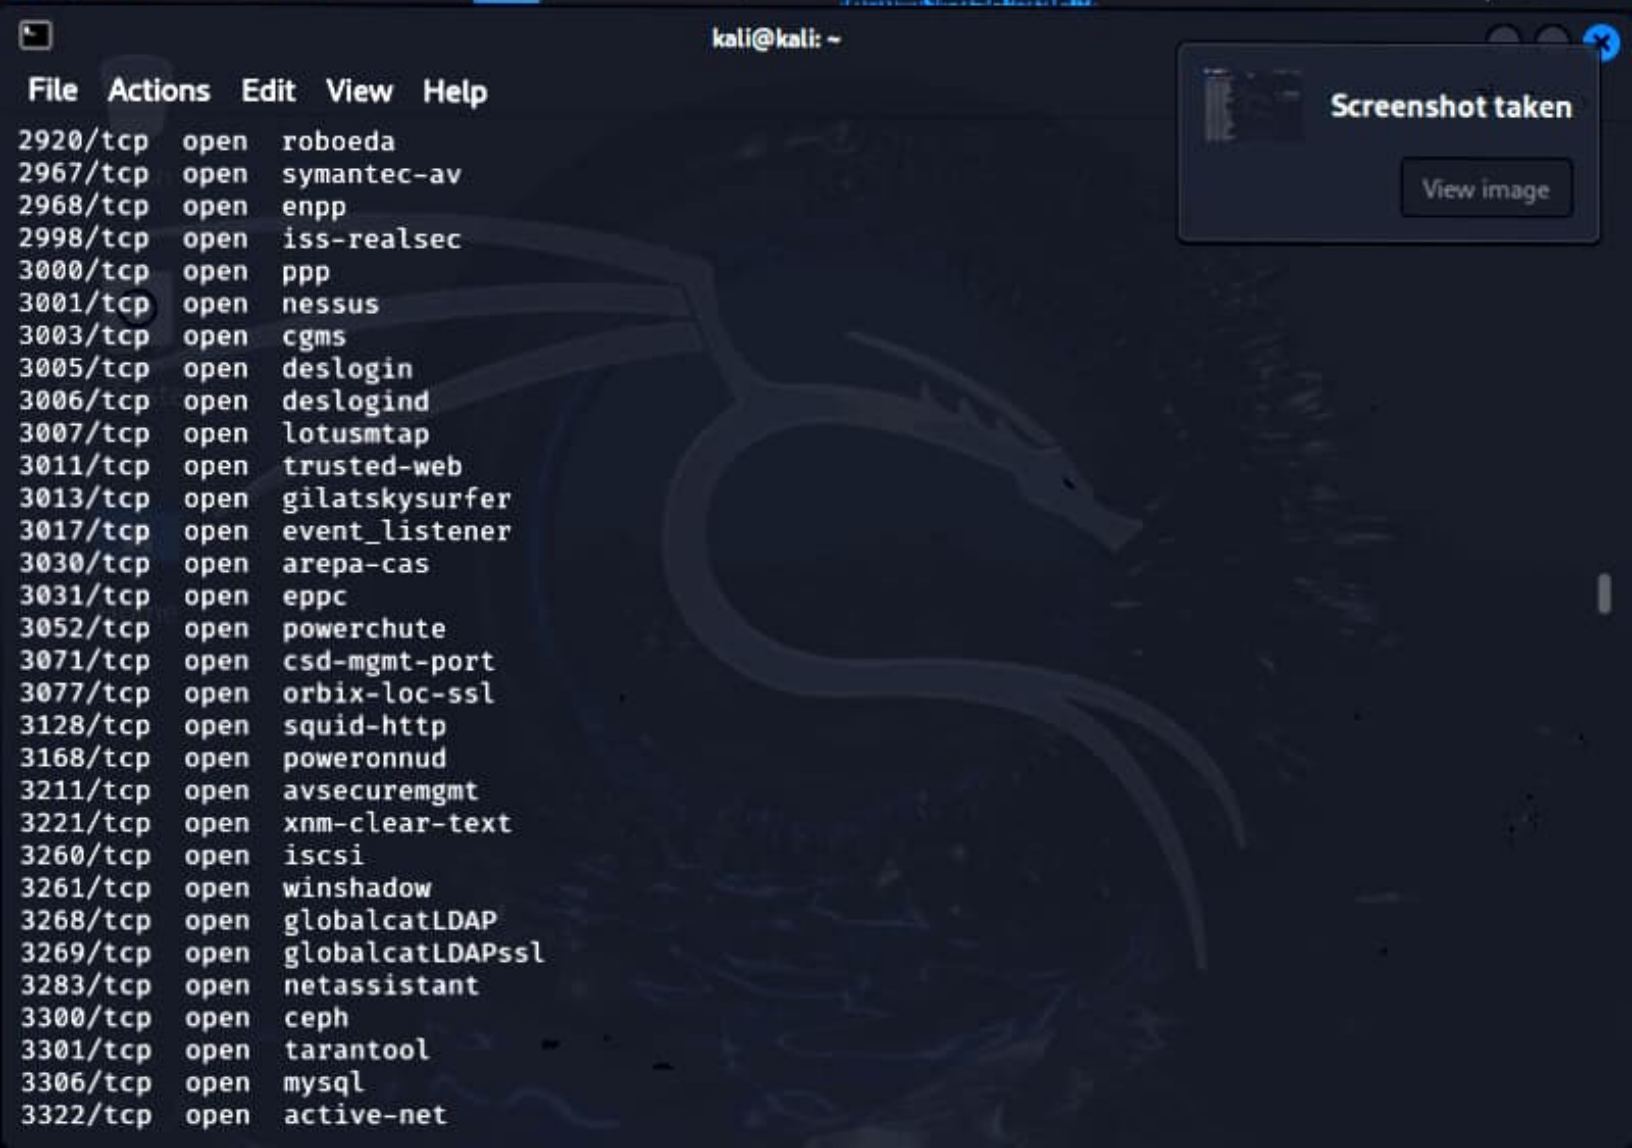 kali@kali: ~
File Actions Edit View Help
Screenshot taken
View image
2920/tcp open roboeda
2967/tcp open symantec-av
2968/tcp open enpp
2998/tcp open iss-realsec
3000/tcp open ppp
3001/tcp open nessus
3003/tcp open cgms
3005/tcp open deslogin
3006/tcp open deslogind
3007/tcp open lotusmtap
3011/tcp open trusted-web
3013/tcp open gilatskysurfer
3017/tcp open event_listener
3030/tcp open arepa-cas
3031/tcp open eppc
3052/tcp open powerchute
3071/tcp open csd-mgmt-port
3077/tcp open orbix-loc-ssl
3128/tcp open squid-http
3168/tcp open poweronnud
3211/tcp open avsecuremgmt
3221/tcp open xnm-clear-text
3260/tcp open iscsi
3261/tcp open winshadow
3268/tcp open globalcatLDAP
3269/tcp open globalcatLDAPssl
3283/tcp open netassistant
3300/tcp open ceph
3301/tcp open tarantool
3306/tcp open mysql
3322/tcp open active-net